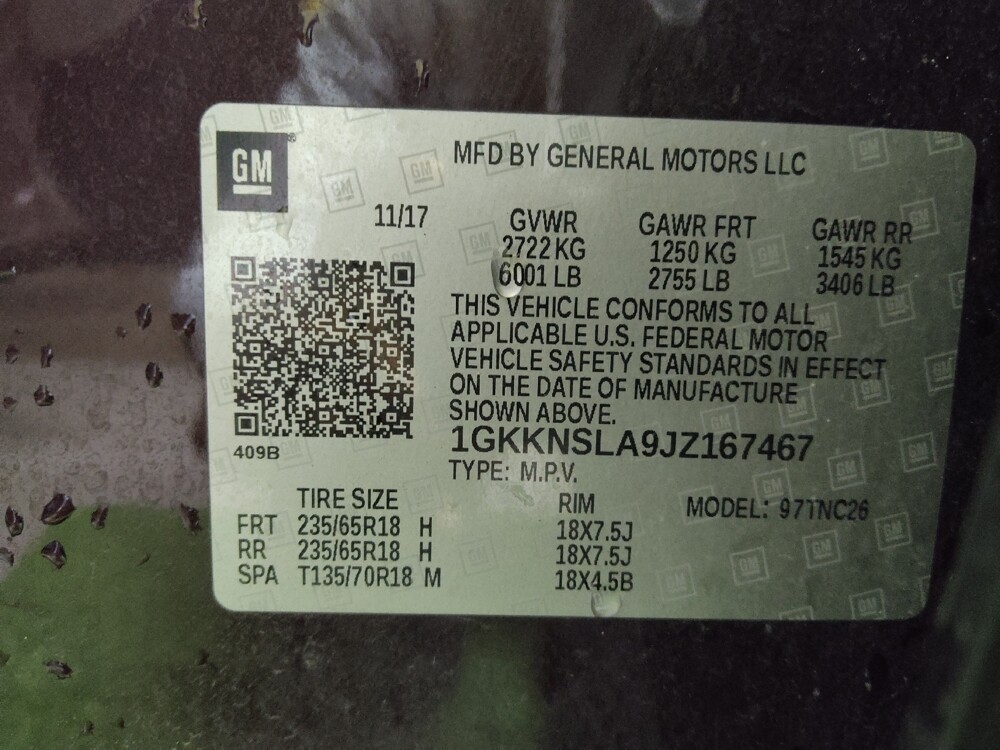 GM
MFD BY GENERAL MOTORS LLC
11/17 GVWR GAWR FRT GAWR RR
2722 KG 1250 KG 1545 KG
6001 LB 2755 LB 3406 LB
THIS VEHICLE CONFORMS TO ALL
APPLICABLE U.S. FEDERAL MOTOR
VEHICLE SAFETY STANDARDS IN EFFECT
ON THE DATE OF MANUFACTURE
SHOWN ABOVE.
1GKKNSLA9JZ167467
409B
TYPE: M.P.V.
TIRE SIZE RIM MODEL: 97TNC26
FRT 235/65R18 H 18X7.5J
RR 235/65R18 H 18X7.5J
SPA T135/70R18 M 18X4.5B